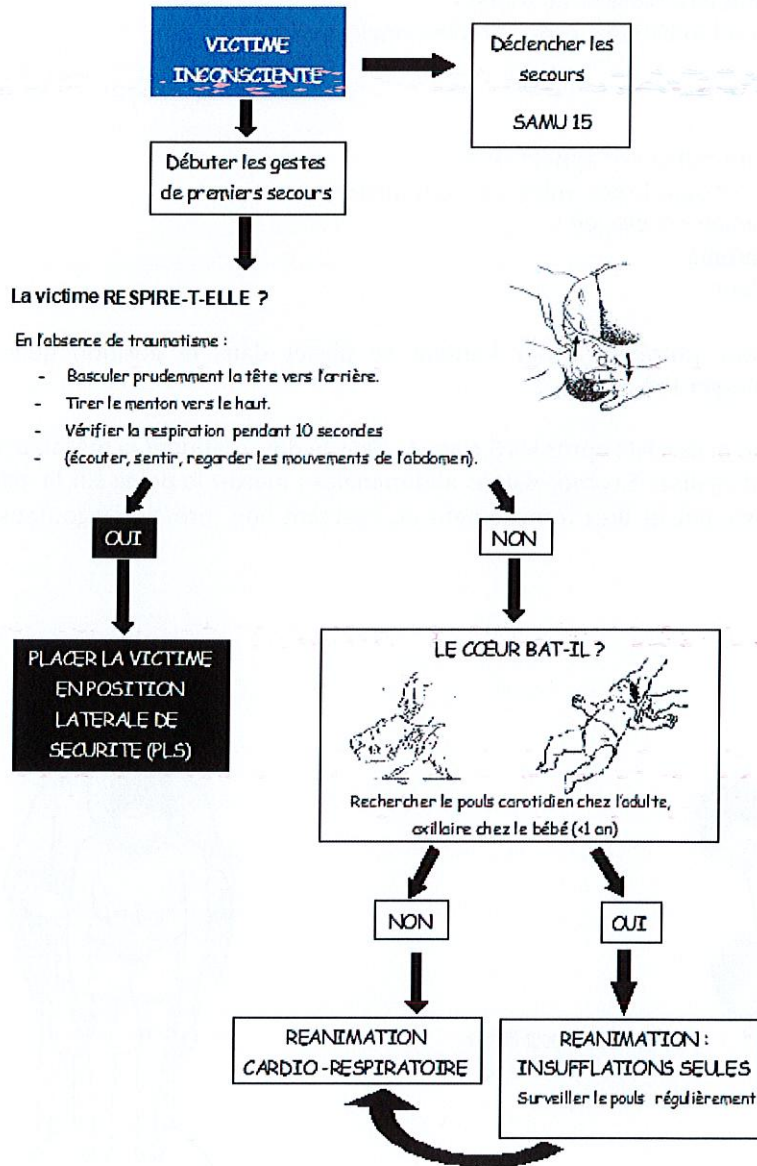 VICTIME
INCONSCIENTE
Déclencher les
secours
SAMU 15
Débuter les gestes
de premiers secours
La victime RESPIRE-T-ELLE ?
En l'absence de traumatisme :
- Basculer prudemment la tête vers l'arrière.
- Tirer le menton vers le haut.
- Vérifier la respiration pendant 10 secondes
- (écouter, sentir, regarder les mouvements de l'abdomen).
OUI
NON
PLACER LA VICTIME
EN POSITION
LATERALE DE
SECURITE (PLS)
LE CŒUR BAT-IL ?
Rechercher le pouls carotidien chez l'adulte,
axillaire chez le bébé (<1 an)
NON
OUI
REANIMATION
CARDIO-RESPIRATOIRE
REANIMATION :
INSUFFLATIONS SEULES
Surveiller le pouls régulièrement